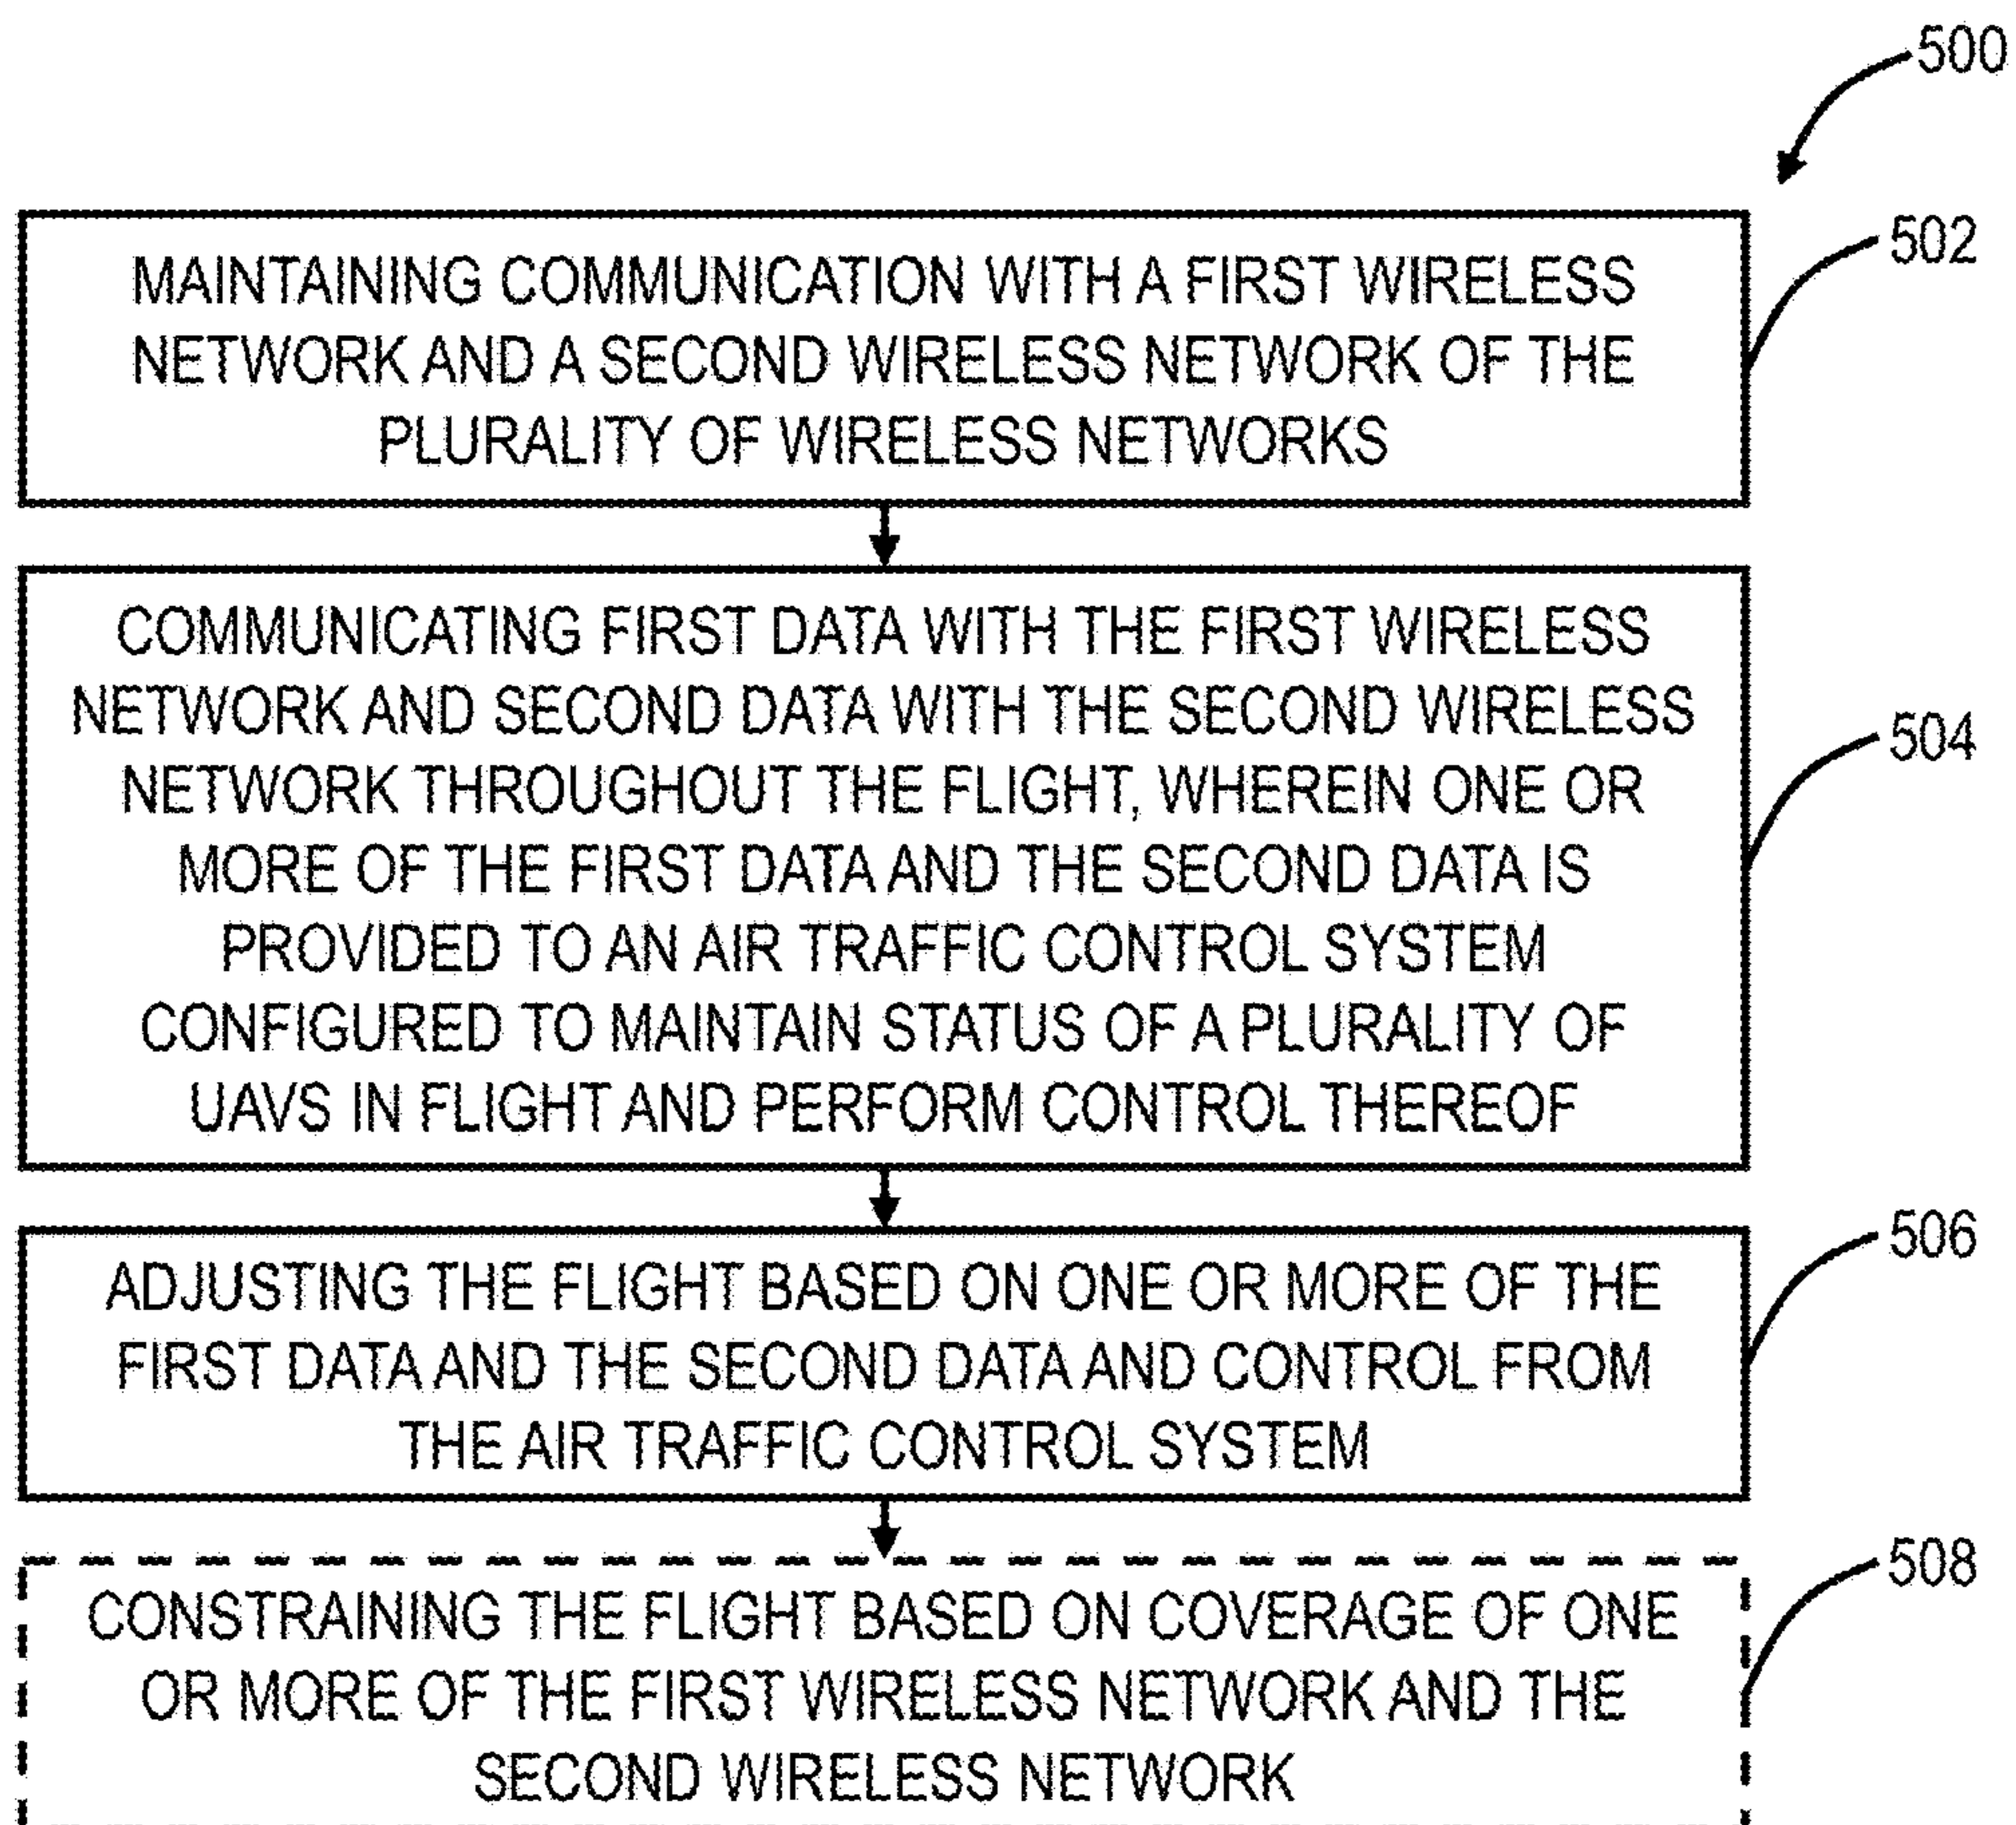 500
502
MAINTAINING COMMUNICATION WITH A FIRST WIRELESS
NETWORK AND A SECOND WIRELESS NETWORK OF THE
PLURALITY OF WIRELESS NETWORKS
COMMUNICATING FIRST DATA WITH THE FIRST WIRELESS
NETWORK AND SECOND DATA WITH THE SECOND WIRELESS
504
NETWORK THROUGHOUT THE FLIGHT, WHEREIN ONE OR
MORE OF THE FIRST DATA AND THE SECOND DATA IS
PROVIDED TO AN AIR TRAFFIC CONTROL SYSTEM
CONFIGURED TO MAINTAIN STATUS OF A PLURALITY OF
UAVS IN FLIGHT AND PERFORM CONTROL THEREOF
506
ADJUSTING THE FLIGHT BASED ON ONE OR MORE OF THE
FIRST DATA AND THE SECOND DATA AND CONTROL FROM
THE AIR TRAFFIC CONTROL SYSTEM
508
CONSTRAINING THE FLIGHT BASED ON COVERAGE OF ONE
OR MORE OF THE FIRST WIRELESS NETWORK AND THE
SECOND WIRELESS NETWORK